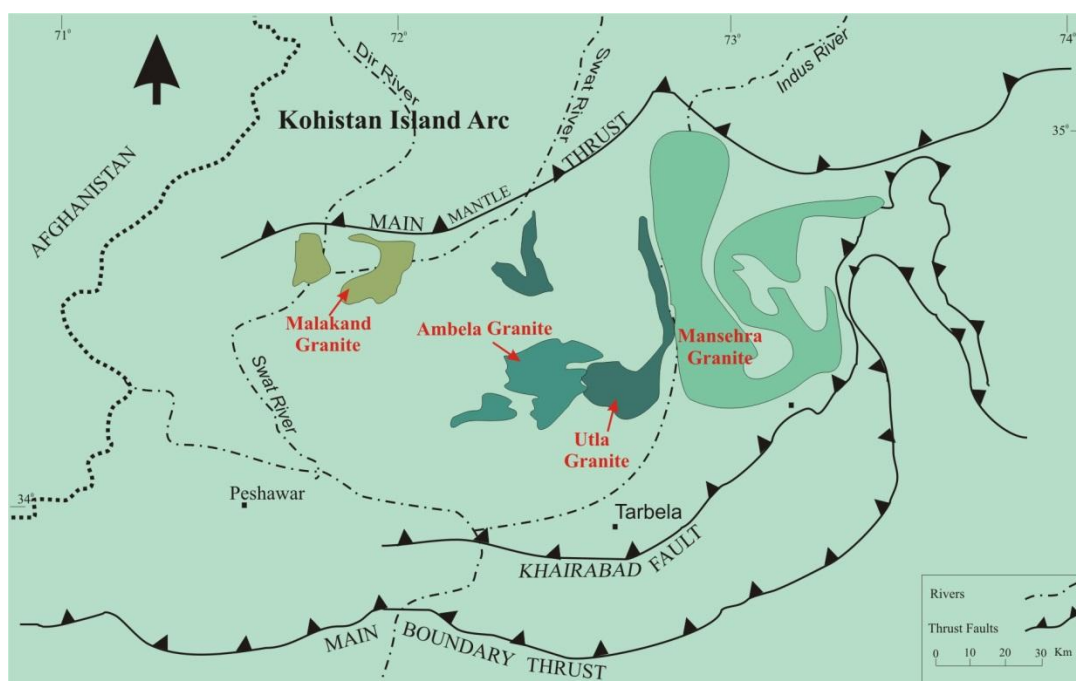 71°
72°
73°
74°
Dir River
Swat River
Indus River
Kohistan Island Arc
35°
AFGHANISTAN
MAIN MANTLE THRUST
Malakand
Granite
Ambela Granite
Mansehra
Granite
Swat River
Utla
Granite
34°
Peshawar
Tarbela
KHAIRABAD FAULT
MAIN BOUNDARY THRUST
Rivers
Thrust Faults
0 10 20 30 Km